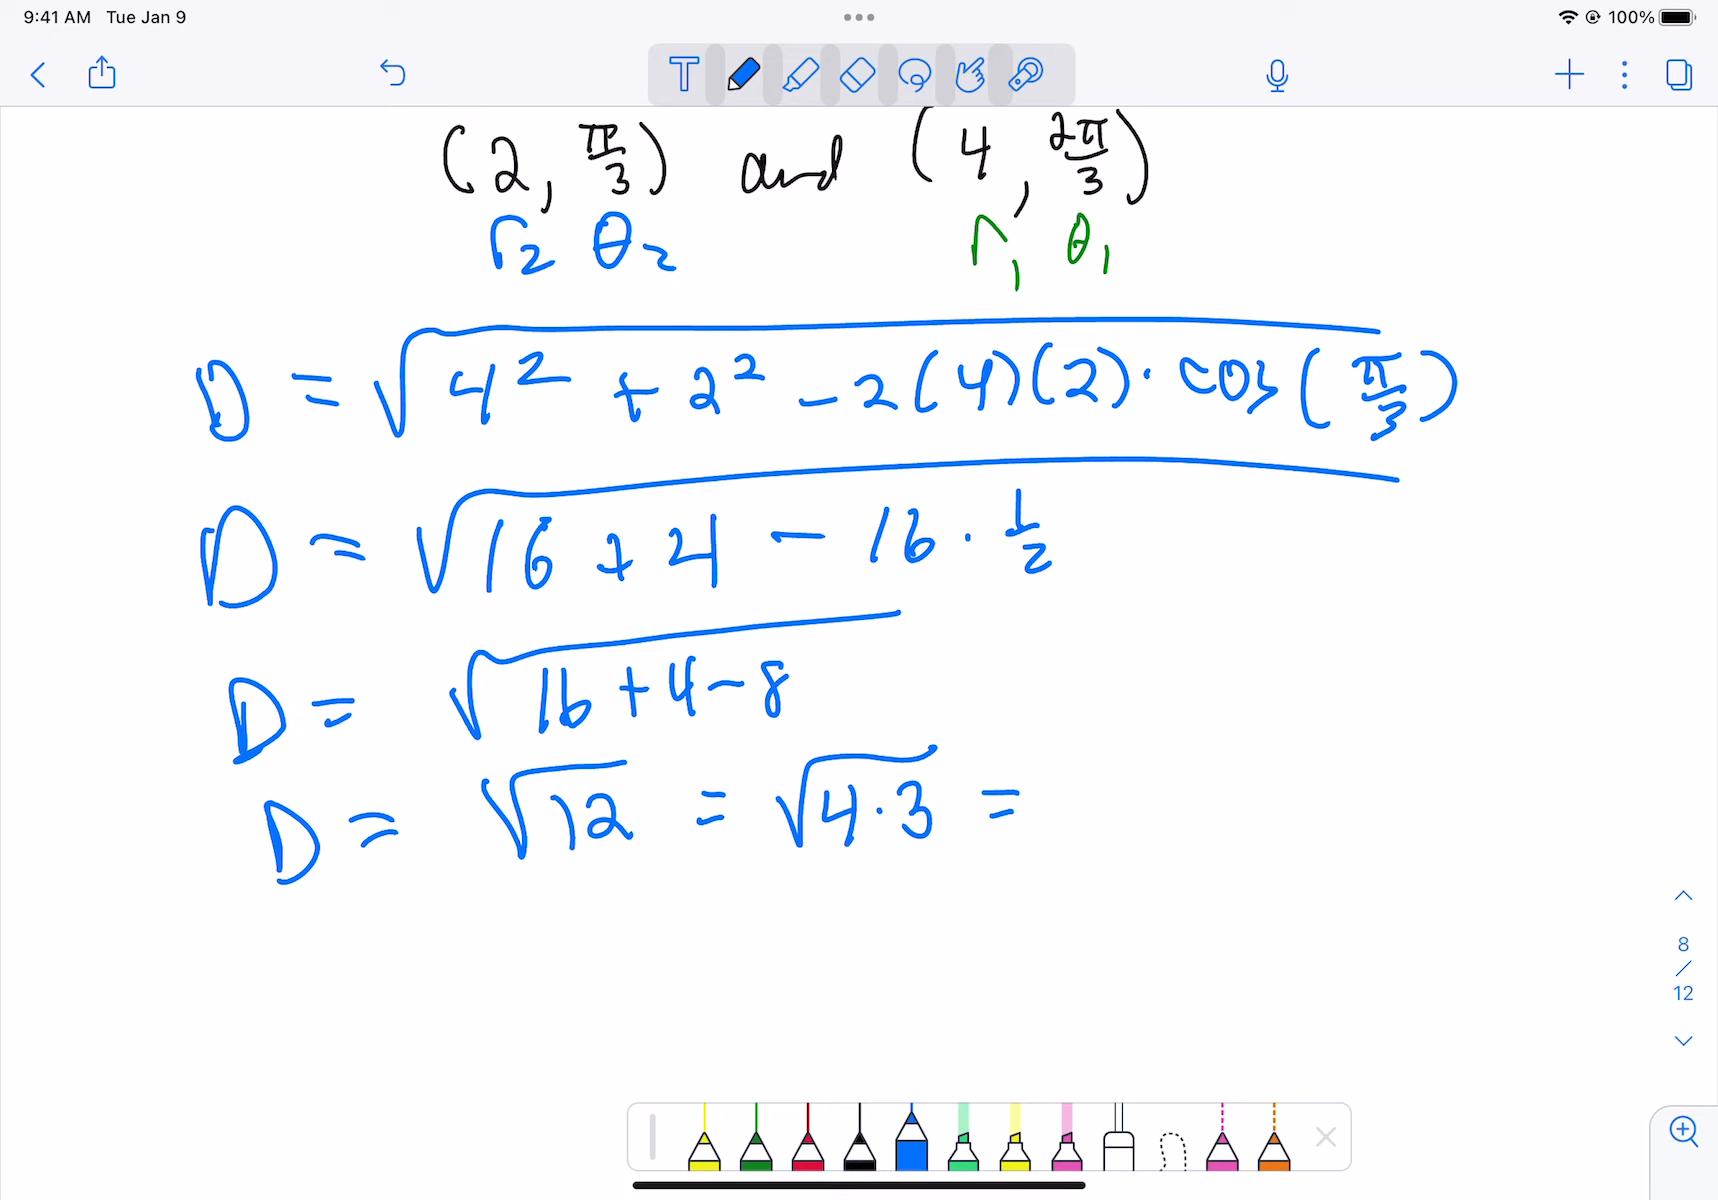 9:41 AM Tue Jan 9
100%
T
(2, π/3) and (4, 2π/3)
r₂ θ₂ r₁ θ₁
D = √(4² + 2² - 2(4)(2) · cos(π/3))
D = √(16 + 4 - 16 · 1/2)
D = √(16 + 4 - 8)
D = √12 = √(4·3) =
8
/
12